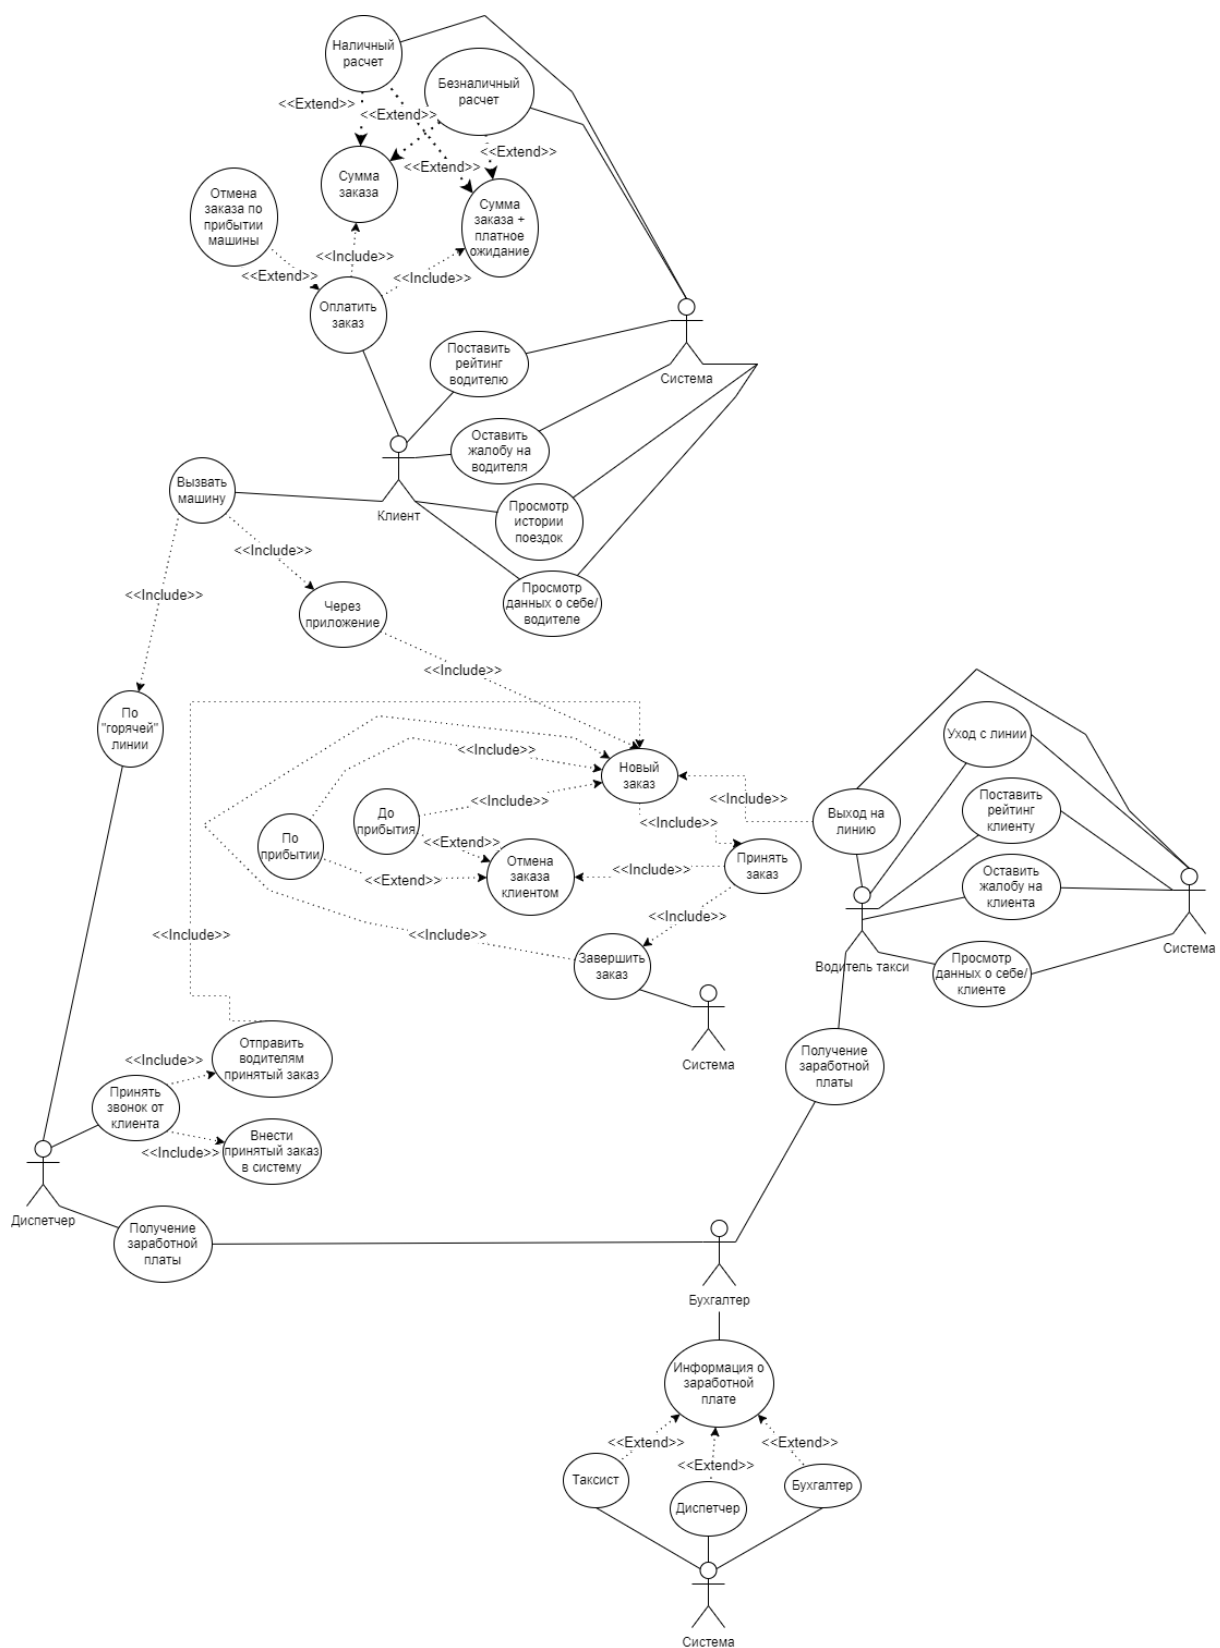 Наличный
расчет
Безналичный
расчет
<<Extend>>
<<Extend>>
<<Extend>>
<<Extend>>
Сумма
заказа
Отмена
заказа по
прибытии
машины
Сумма
заказа +
платное
ожидание
<<Include>>
<<Extend>>
<<Include>>
Оплатить
заказ
Поставить
рейтинг
водителю
Система
Оставить
жалобу на
водителя
Вызвать
машину
Клиент
Просмотр
истории
поездок
<<Include>>
<<Include>>
Просмотр
данных о себе/
водителе
Через
приложение
<<Include>>
По
"горячей"
линии
Уход с линии
<<Include>>
Новый
заказ
<<Include>>
<<Include>>
До
прибытия
<<Include>>
Выход на
линию
Поставить
рейтинг
клиенту
По
прибытии
<<Extend>>
<<Extend>>
Отмена
заказа
клиентом
<<Include>>
Принять
заказ
Оставить
жалобу на
клиента
<<Include>>
<<Include>>
<<Include>>
Завершить
заказ
Водитель такси
Просмотр
данных о себе/
клиенте
Система
Отправить
водителям
принятый заказ
<<Include>>
Система
Получение
заработной
платы
Принять
звонок от
клиента
<<Include>>
Внести
принятый заказ
в систему
Диспетчер
Получение
заработной
платы
Бухгалтер
Информация о
заработной
плате
<<Extend>>
<<Extend>>
<<Extend>>
Таксист
Диспетчер
Бухгалтер
Система